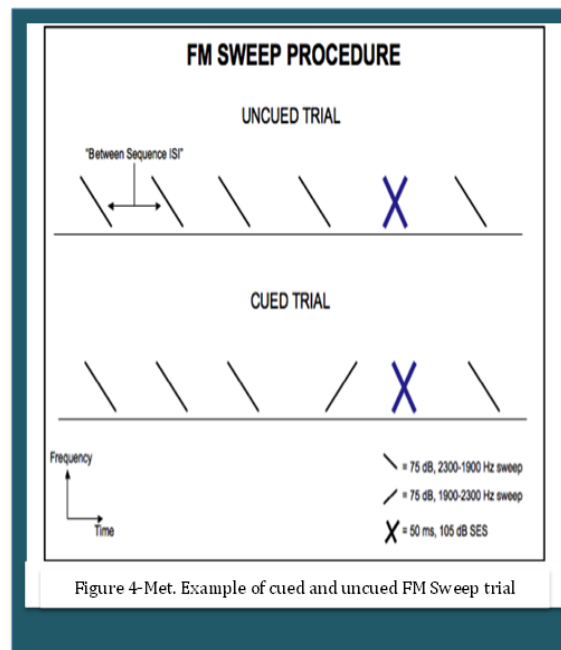 FM SWEEP PROCEDURE
UNCUED TRIAL
"Between Sequence ISI"
CUED TRIAL
Frequency
Time
= 75 dB, 2300-1900 Hz sweep
= 75 dB, 1900-2300 Hz sweep
= 50 ms, 105 dB SES
Figure 4-Met. Example of cued and uncued FM Sweep trial